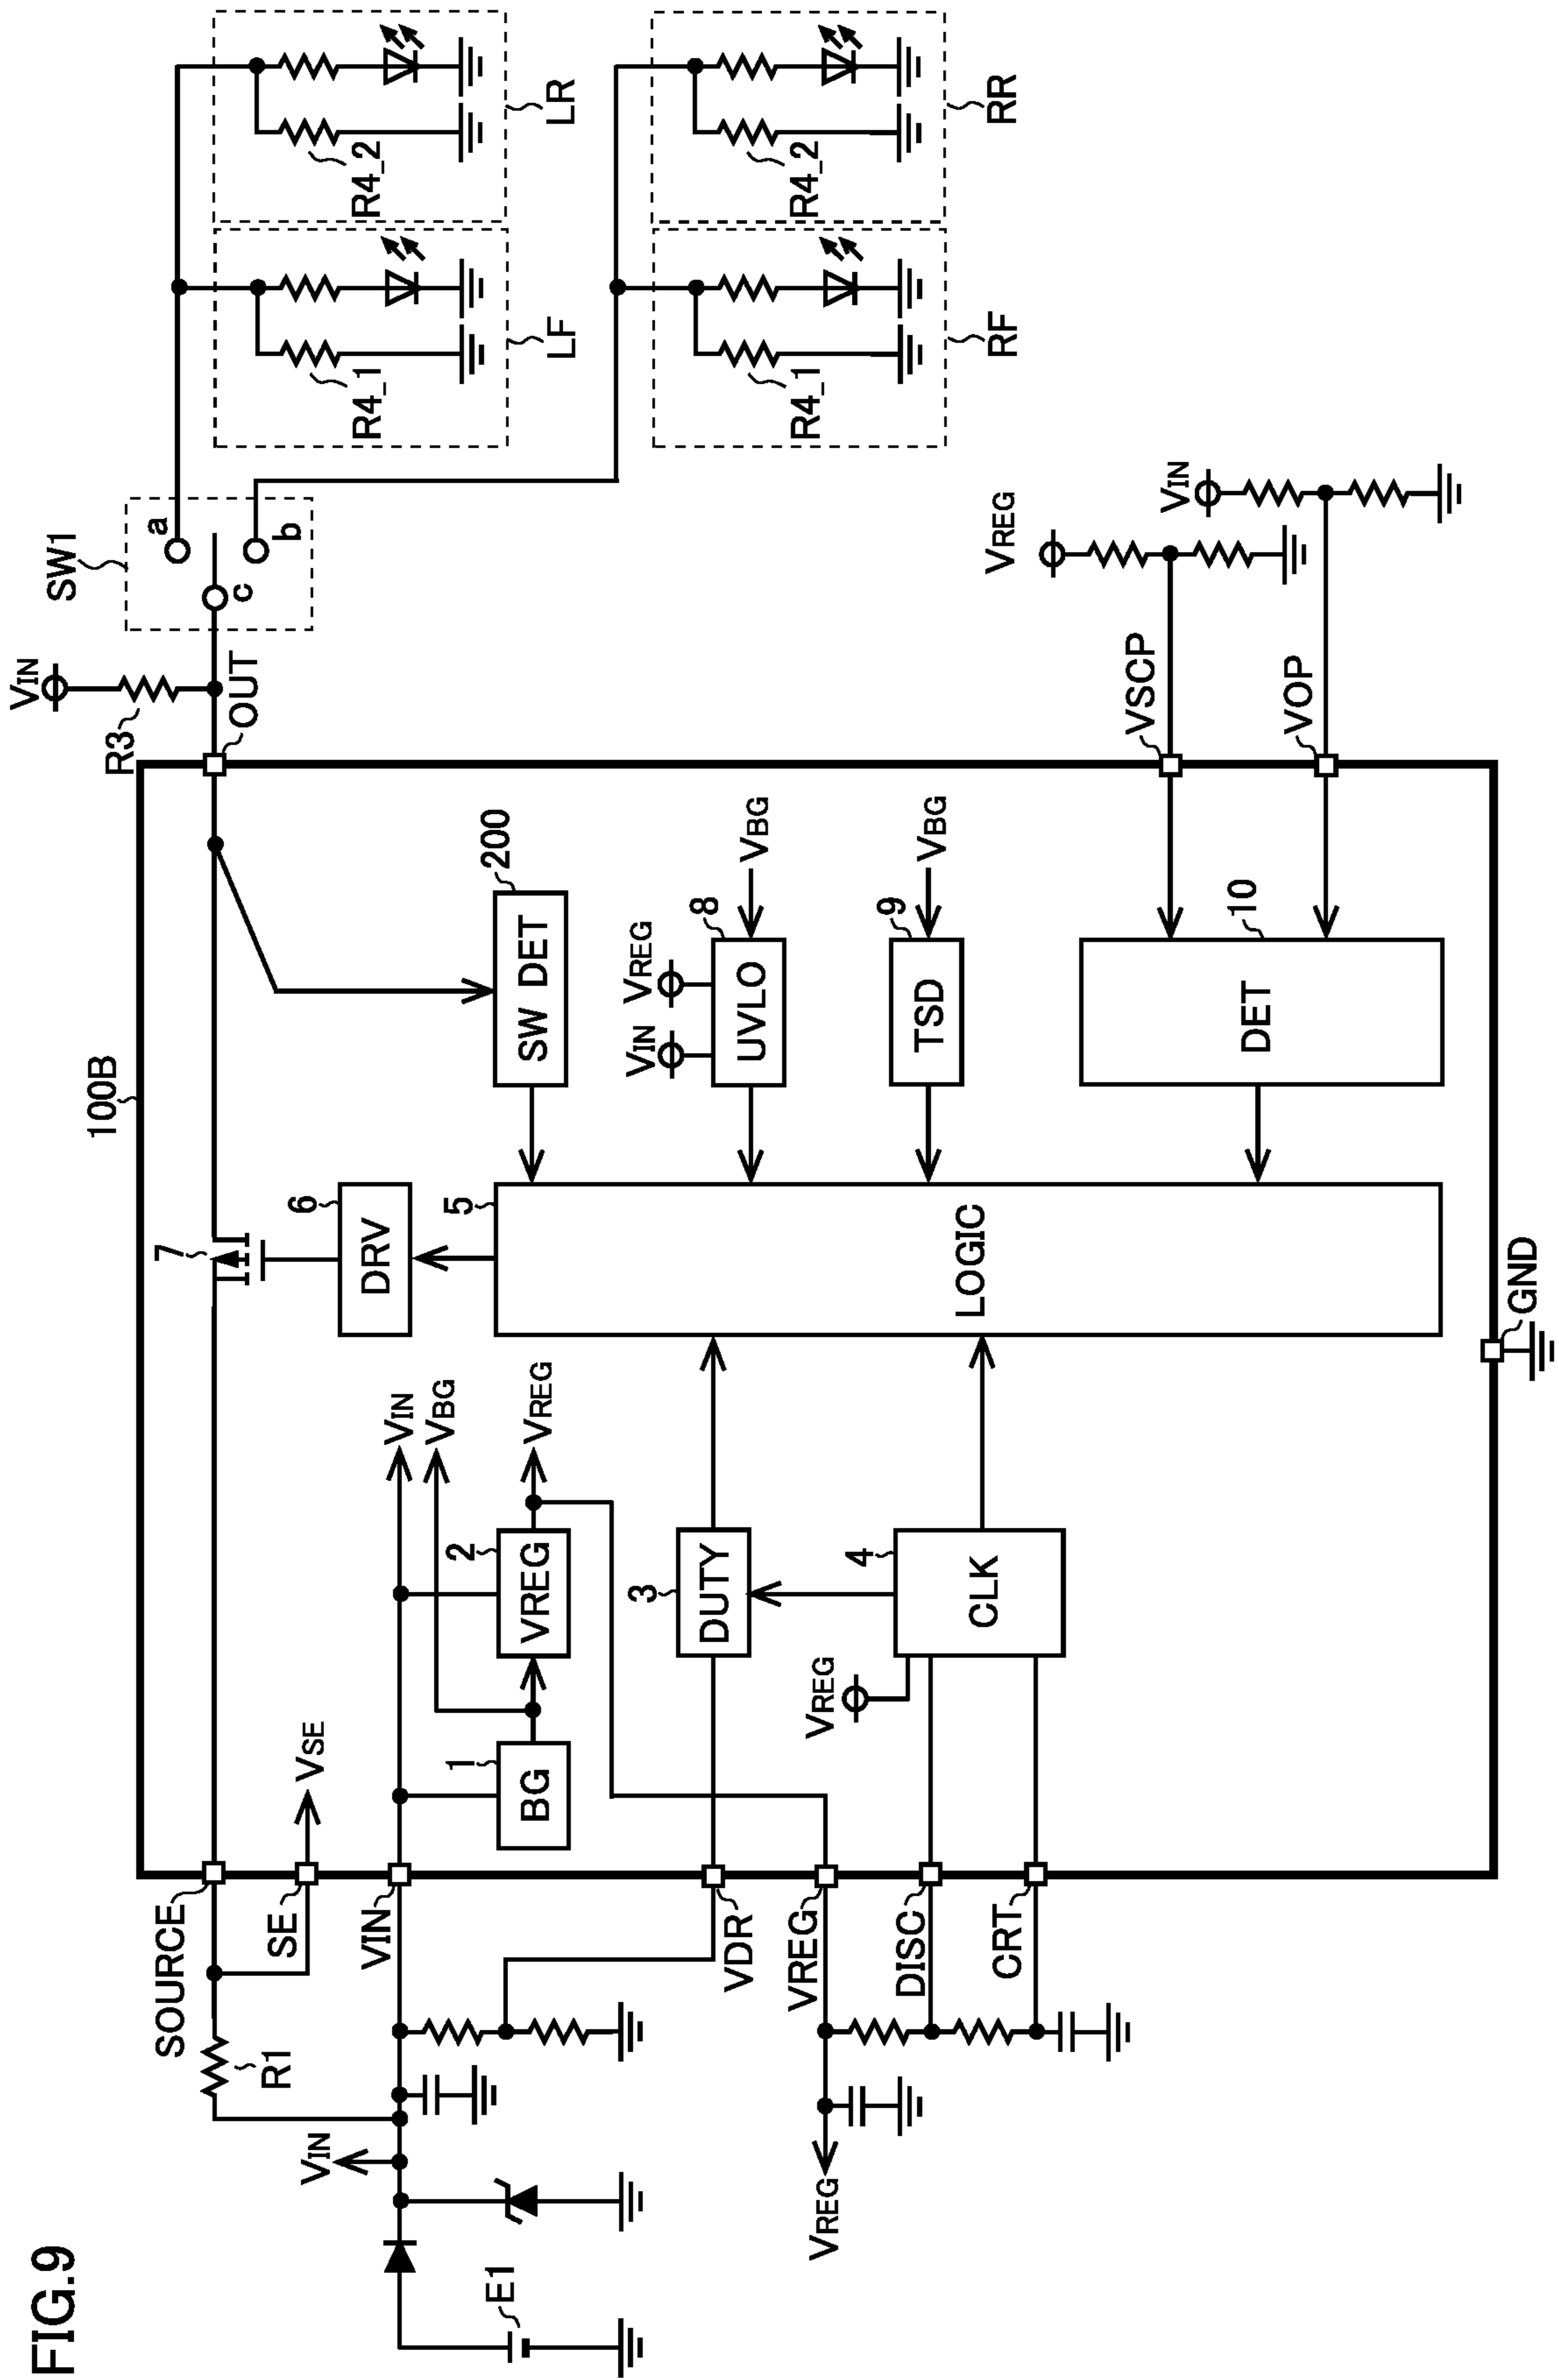 FIG.9
E1
VIN
R1
SOURCE
SE
VIN
VDR
VREG
VREG
DISC
CRT
100B
VSE
VIN
VBG
VREG
1
BG
2
VREG
3
DUTY
VREG
4
CLK
7
6
DRV
5
LOGIC
GND
200
SW DET
VIN
VREG
8
UVLO
VBG
9
TSD
VBG
10
DET
VIN
R3
OUT
VSCP
VOP
VREG
VIN
SW1
a
b
c
R4_1
LF
R4_2
LR
R4_1
RF
R4_2
RR